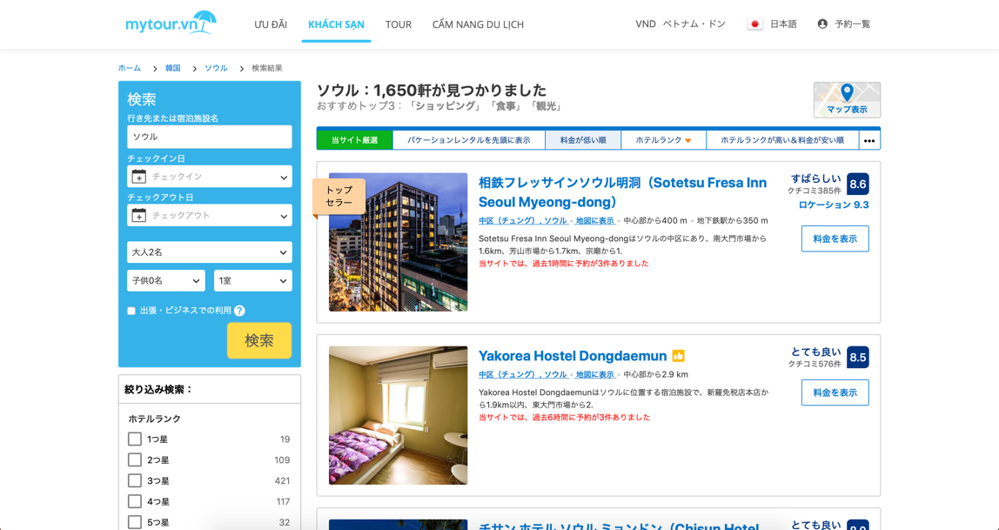 mytour.vn
ƯU ĐÃI
KHÁCH SẠN
TOUR
CẨM NANG DU LỊCH
VND ベトナム・ドン
日本語
予約一覧
ホーム
韓国
ソウル
検索結果
検索
行き先または宿泊施設名
ソウル
チェックイン日
チェックイン
チェックアウト日
チェックアウト
大人2名
子供0名
1室
出張・ビジネスでの利用 ?
検索
絞り込み検索：
ホテルランク
1つ星 19
2つ星 109
3つ星 421
4つ星 117
5つ星 32
ソウル：1,650軒が見つかりました
おすすめトップ3：「ショッピング」「食事」「観光」
マップ表示
当サイト厳選
バケーションレンタルを先頭に表示
料金が低い順
ホテルランク
ホテルランクが高い＆料金が安い順
•••
トップ
セラー
相鉄フレッサインソウル明洞（Sotetsu Fresa Inn
Seoul Myeong-dong）
中区（チュング）, ソウル・地図を表示・中心部から400 m・地下鉄駅から350 m
Sotetsu Fresa Inn Seoul Myeong-dongはソウルの中区にあり、南大門市場から
1.6km、芳山市場から1.7km、宗廟から1.
当サイトでは、過去1時間に予約が3件ありました
すばらしい
クチコミ385件
8.6
ロケーション 9.3
料金を表示
Yakorea Hostel Dongdaemun
中区（チュング）, ソウル・地図を表示・中心部から2.9 km
Yakorea Hostel Dongdaemunはソウルに位置する宿泊施設で、新羅免税店本店か
ら1.9km以内、東大門市場から2.
当サイトでは、過去6時間に予約が3件ありました
とても良い
クチコミ576件
8.5
料金を表示
チサン ホテル ソウル ミョンドン（Chisun Hotel
とても良い